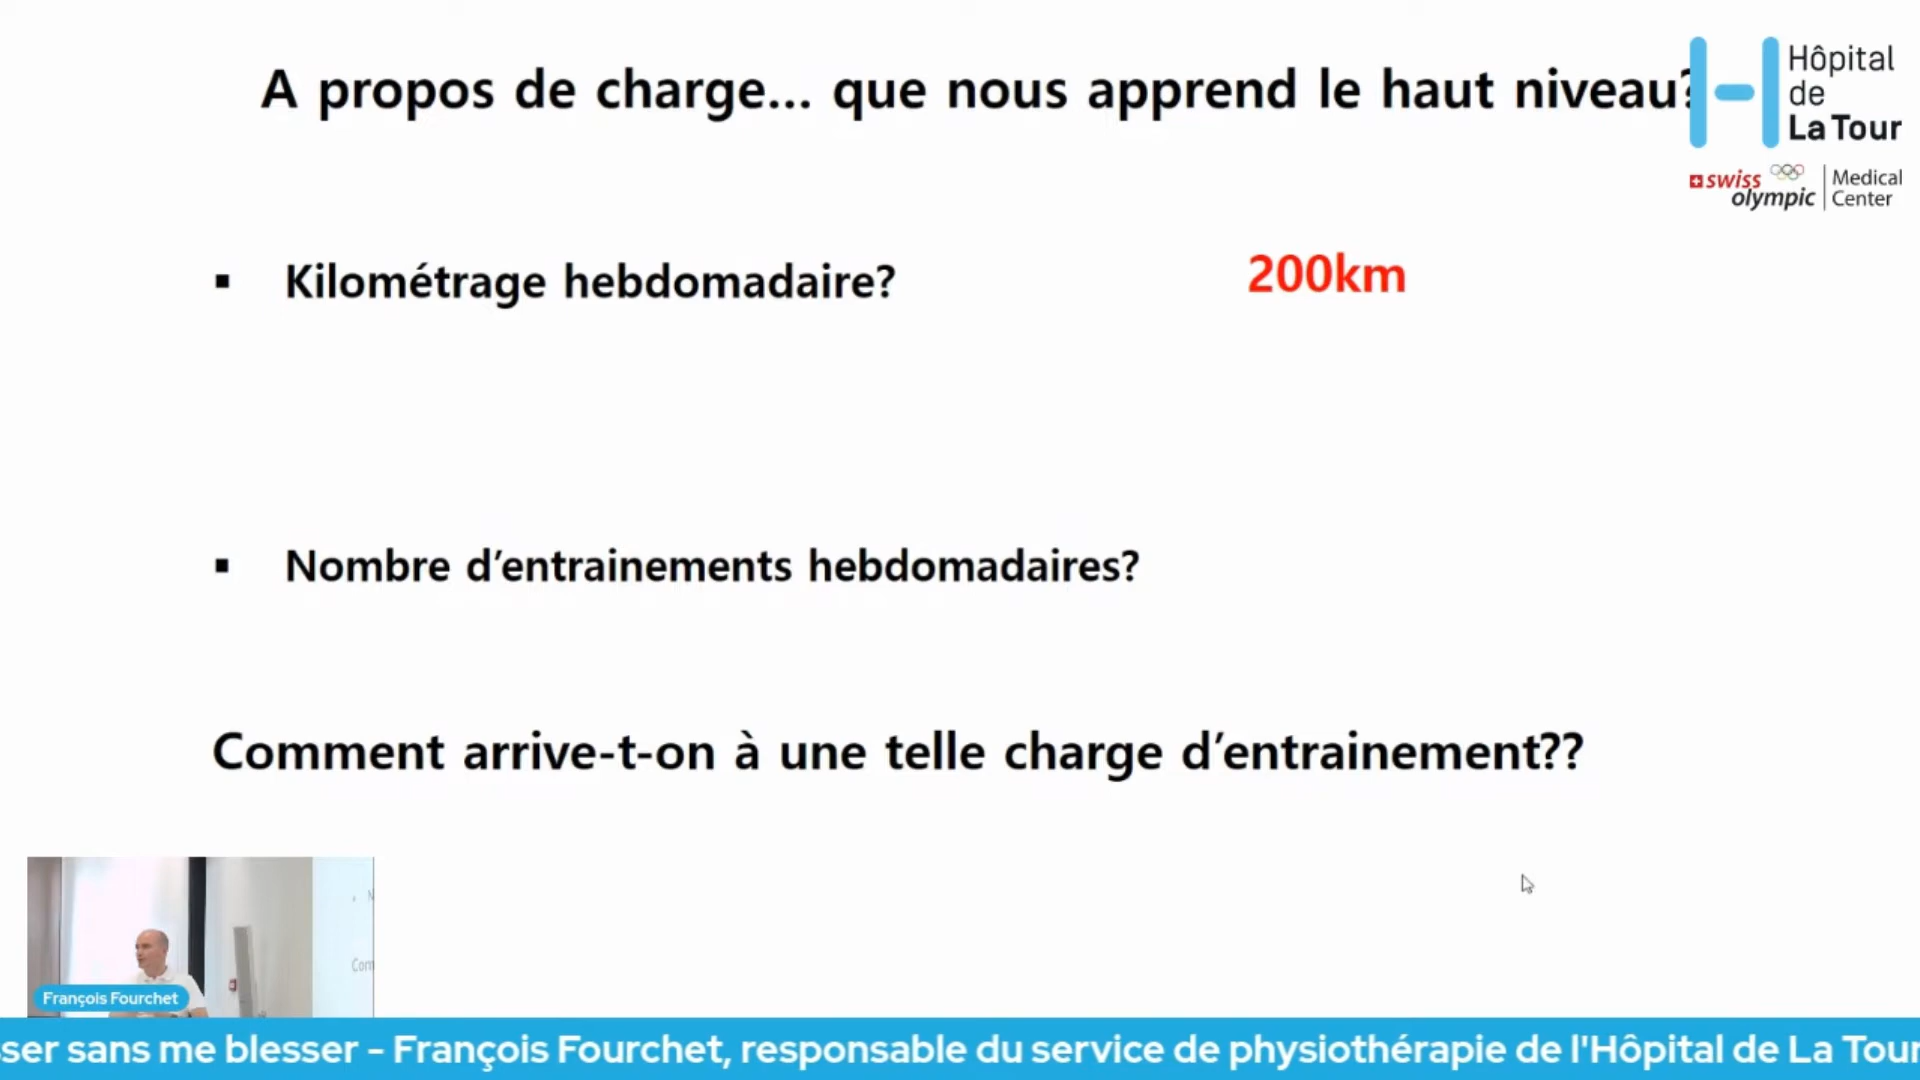 A propos de charge... que nous apprend le haut niveau?
Hôpital
de
La Tour
swiss
olympic
Medical
Center
▪ Kilométrage hebdomadaire?
200km
▪ Nombre d’entrainements hebdomadaires?
Comment arrive-t-on à une telle charge d’entrainement??
N
Com
François Fourchet
sser sans me blesser - François Fourchet, responsable du service de physiothérapie de l'Hôpital de La Tour